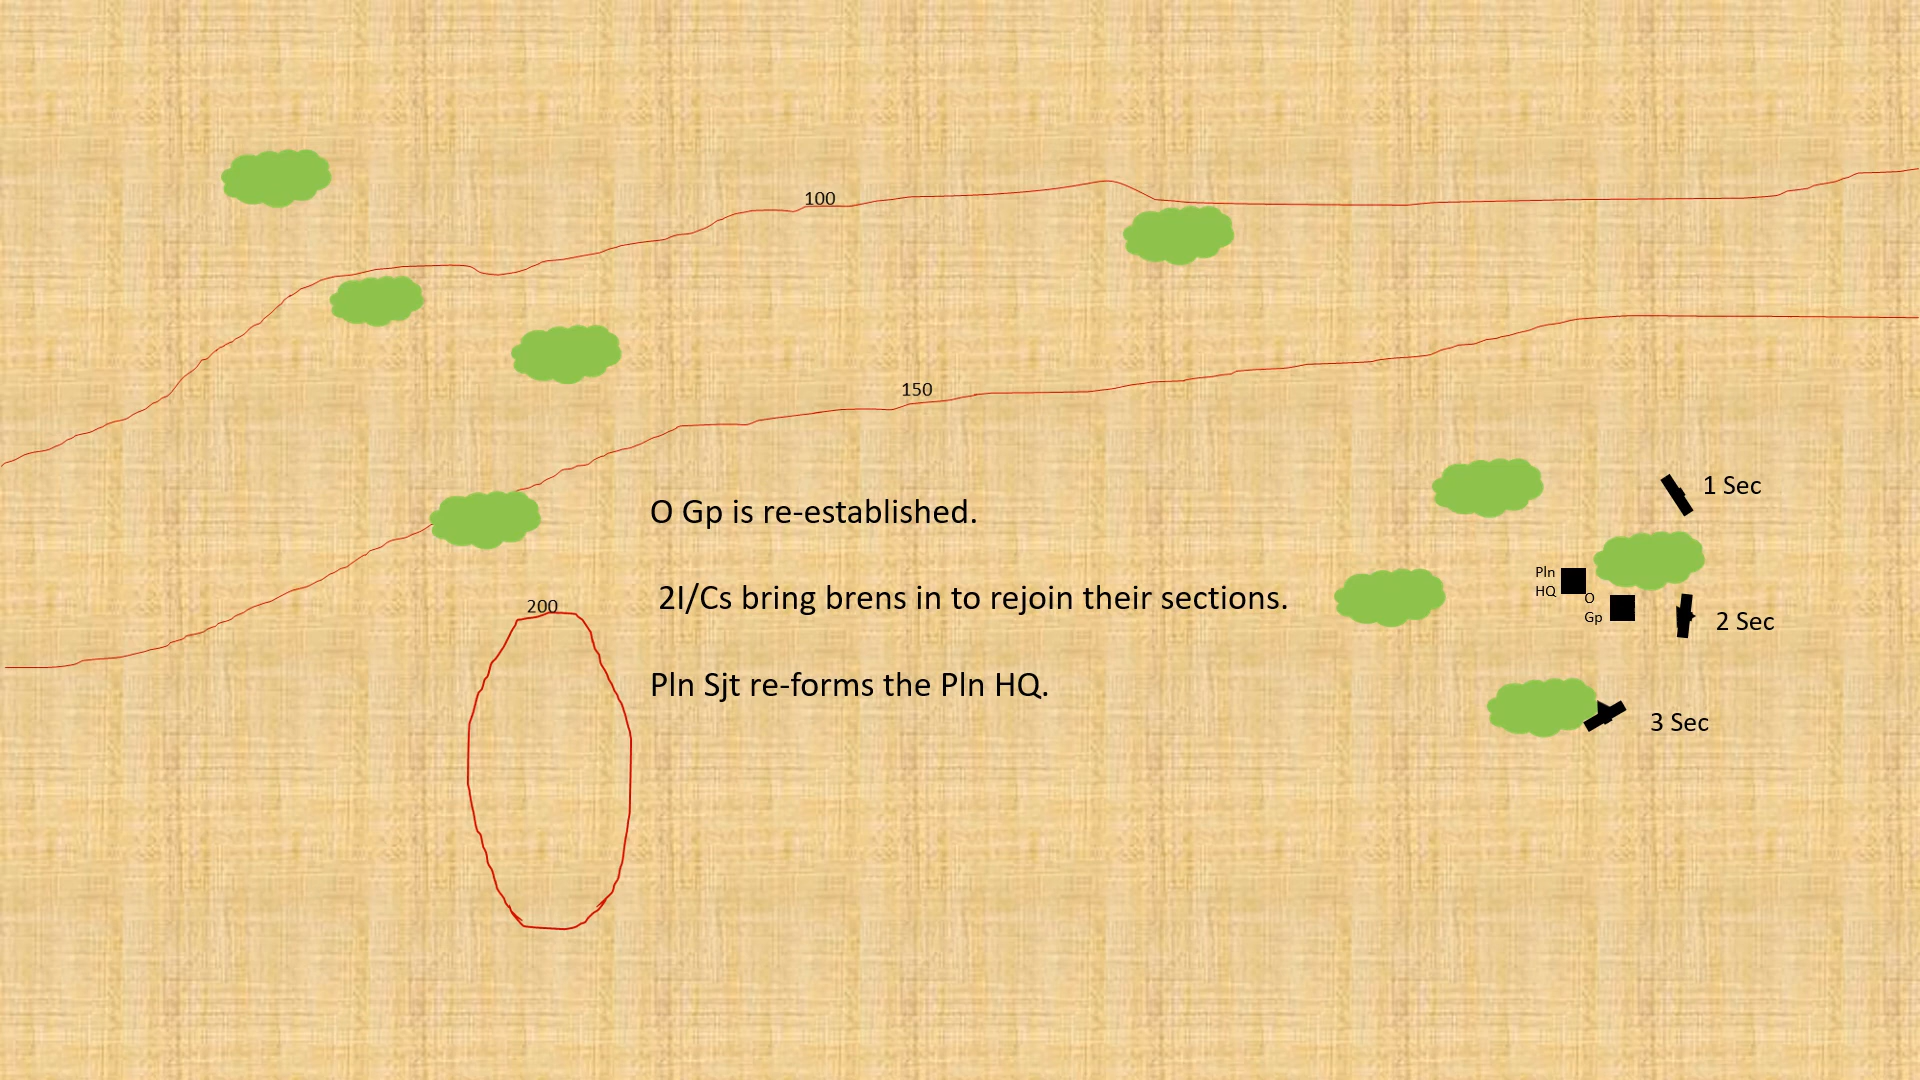 100
150
1 Sec
O Gp is re-established.
Pln
HQ
2I/Cs bring brens in to rejoin their sections.
O
Gp
200
2 Sec
Pln Sjt re-forms the Pln HQ.
3 Sec